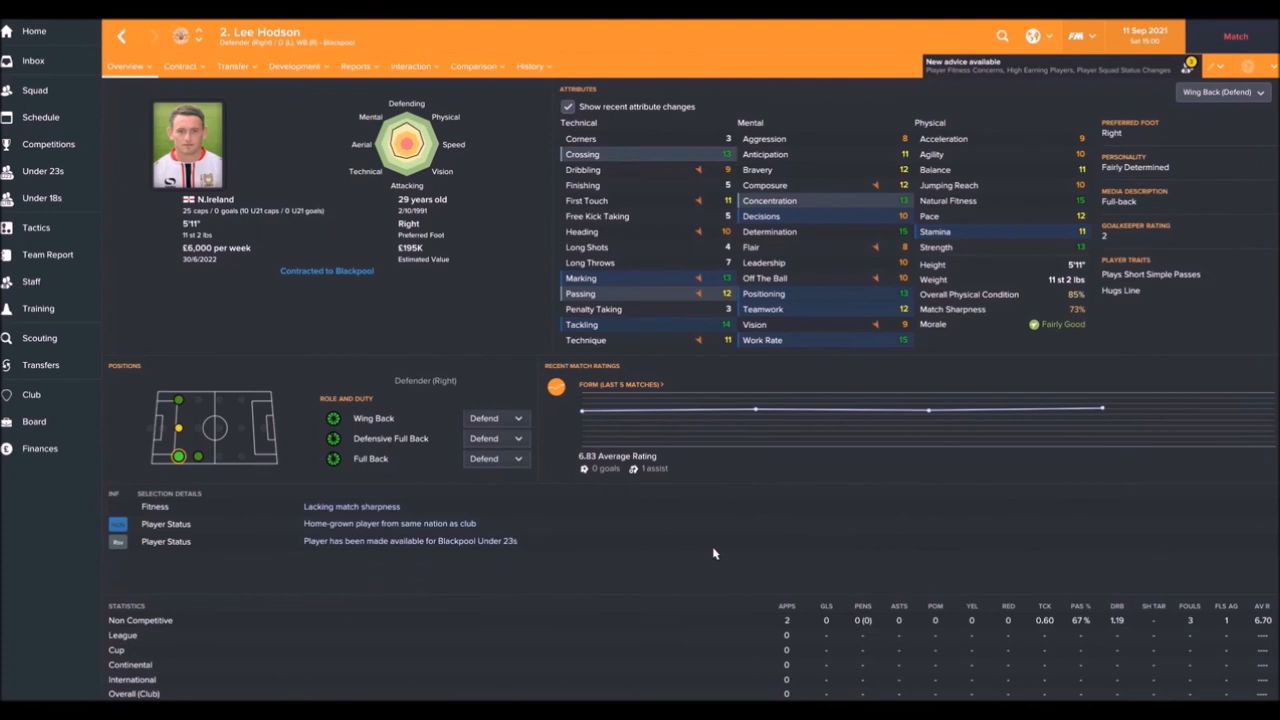 Home
Inbox
Squad
Schedule
Competitions
Under 23s
Under 18s
Tactics
Team Report
Staff
Training
Scouting
Transfers
Club
Board
Finances
2. Lee Hodson
Defender (Right) / D (L), WB (R) - Blackpool
FM
11 Sep 2021
Sat 15:00
Match
Overview
Contract
Transfer
Development
Reports
Interaction
Comparison
History
New advice available
Player Fitness Concerns, High Earning Players, Player Squad Status Changes
N.Ireland
25 caps / 0 goals (10 U21 caps / 0 U21 goals)
5'11"
11 st 2 lbs
£6,000 per week
30/6/2022
29 years old
2/10/1991
Right
Preferred Foot
£195K
Estimated Value
Contracted to Blackpool
Defending
Physical
Speed
Vision
Attacking
Technical
Aerial
Mental
ATTRIBUTES
Show recent attribute changes
Wing Back (Defend)
Technical
Corners 3
Crossing 13
Dribbling 9
Finishing 5
First Touch 11
Free Kick Taking 5
Heading 10
Long Shots 4
Long Throws 7
Marking 13
Passing 12
Penalty Taking 3
Tackling 14
Technique 11
Mental
Aggression 8
Anticipation 11
Bravery 12
Composure 12
Concentration 13
Decisions 10
Determination 15
Flair 8
Leadership 10
Off The Ball 10
Positioning 13
Teamwork 12
Vision 9
Work Rate 15
Physical
Acceleration 9
Agility 10
Balance 11
Jumping Reach 10
Natural Fitness 15
Pace 12
Stamina 11
Strength 13
Height 5'11"
Weight 11 st 2 lbs
Overall Physical Condition 85%
Match Sharpness 73%
Morale Fairly Good
PREFERRED FOOT
Right
PERSONALITY
Fairly Determined
MEDIA DESCRIPTION
Full-back
GOALKEEPER RATING
2
PLAYER TRAITS
Plays Short Simple Passes
Hugs Line
POSITIONS
Defender (Right)
ROLE AND DUTY
Wing Back Defend
Defensive Full Back Defend
Full Back Defend
RECENT MATCH RATINGS
FORM (LAST 5 MATCHES) >
6.83 Average Rating
0 goals 1 assist
INF SELECTION DETAILS
Fitness Lacking match sharpness
Player Status Home-grown player from same nation as club
Rsv Player Status Player has been made available for Blackpool Under 23s
STATISTICS APPS GLS PENS ASTS POM YEL RED TCK PAS % DRB SH TAR FOULS FLS AG AV R
Non Competitive 2 0 0 (0) 0 0 0 0 0.60 67 % 1.19 - 3 1 6.70
League 0 - - - - - - - - - - - - ----
Cup 0 - - - - - - - - - - - - ----
Continental 0 - - - - - - - - - - - - ----
International 0 - - - - - - - - - - - - ----
Overall (Club) 0 - - - - - - - - - - - - ----